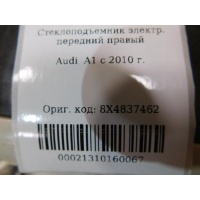 Стеклоподъемник электр.
передний правый
Audi A1 с 2010 г.
Ориг. код: 8X4837462
00021310160067